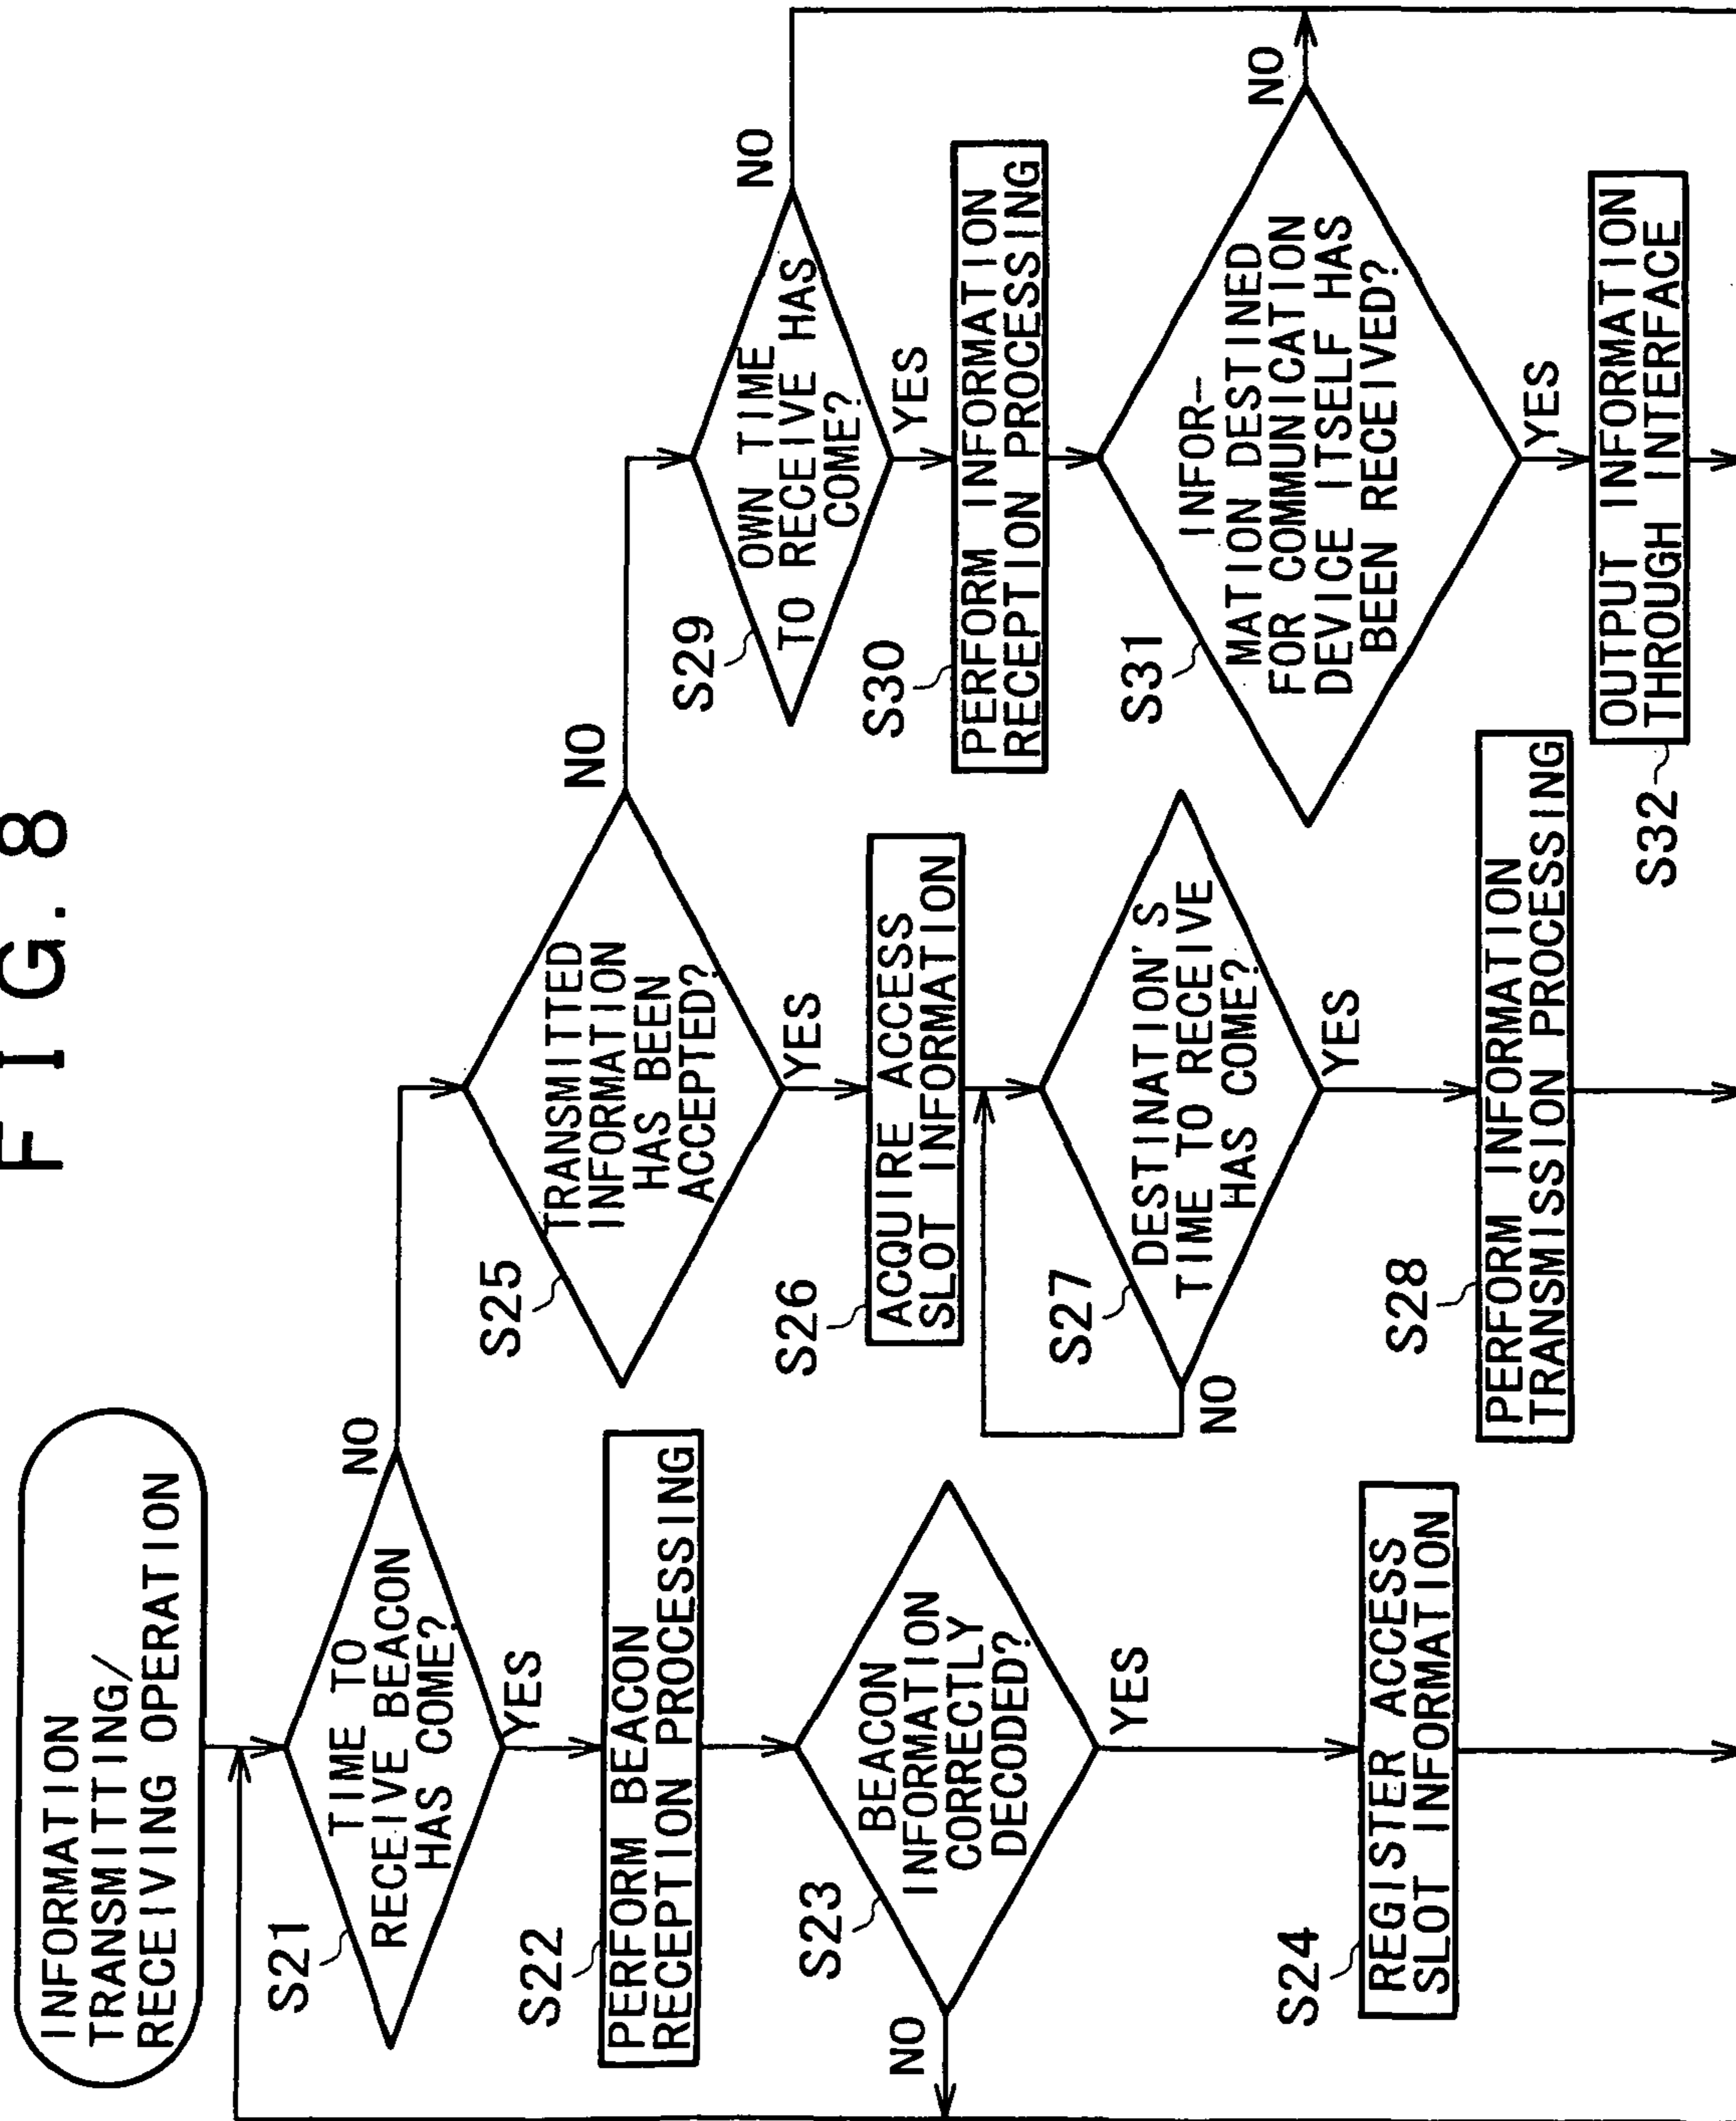 FIG. 8
INFORMATION
TRANSMITTING/
RECEIVING OPERATION
S21
TIME TO
RECEIVE BEACON
HAS COME?
NO
YES
S22
PERFORM BEACON
RECEPTION PROCESSING
S23
BEACON
INFORMATION
CORRECTLY
DECODED?
NO
YES
S24
REGISTER ACCESS
SLOT INFORMATION
S25
TRANSMITTED
INFORMATION
HAS BEEN
ACCEPTED?
NO
YES
S26
ACQUIRE ACCESS
SLOT INFORMATION
S27
DESTINATION'S
TIME TO RECEIVE
HAS COME?
NO
YES
S28
PERFORM INFORMATION
TRANSMISSION PROCESSING
S29
OWN TIME
TO RECEIVE HAS
COME?
NO
YES
S30
PERFORM INFORMATION
RECEPTION PROCESSING
S31
INFOR-
MATION DESTINED
FOR COMMUNICATION
DEVICE ITSELF HAS
BEEN RECEIVED?
NO
YES
S32
OUTPUT INFORMATION
THROUGH INTERFACE